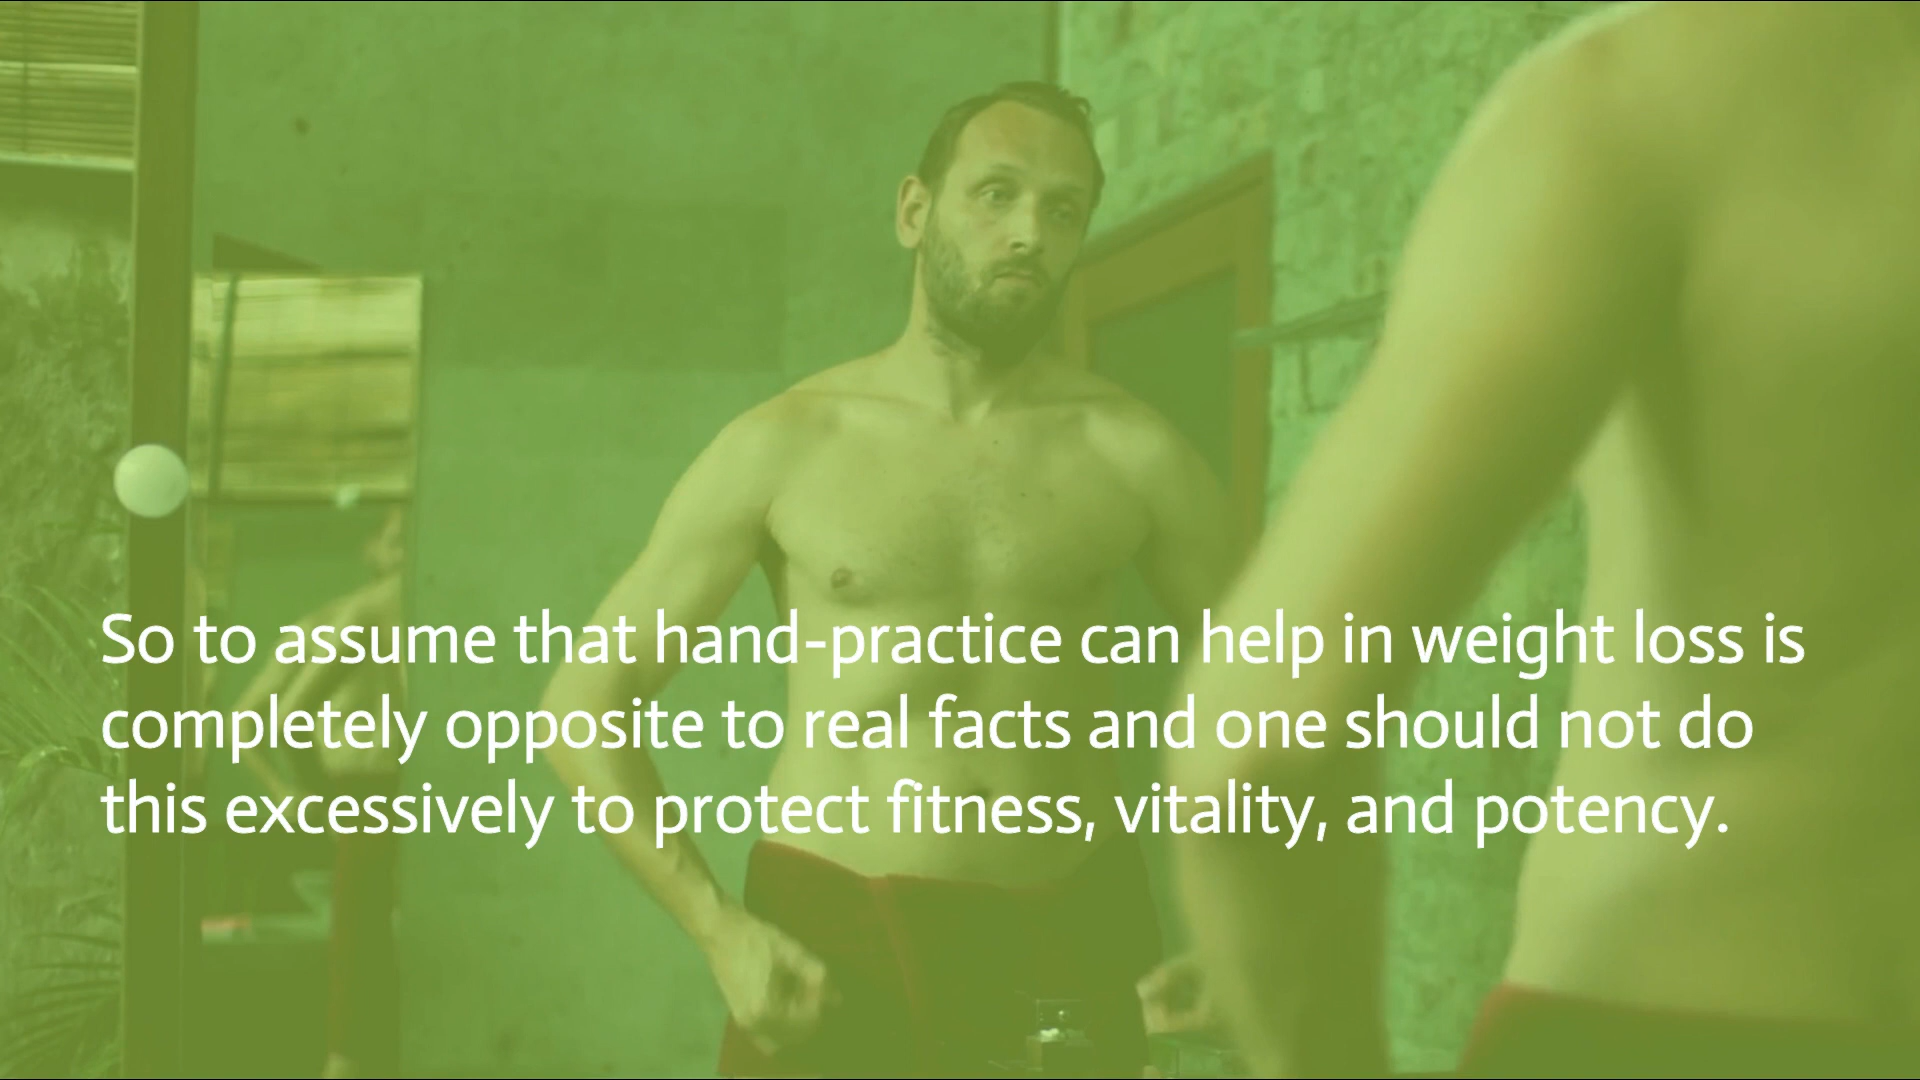 So to assume that hand-practice can help in weight loss is
completely opposite to real facts and one should not do
this excessively to protect fitness, vitality, and potency.